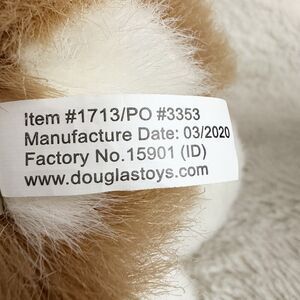 Item #1713/PO #3353
Manufacture Date: 03/2020
Factory No.15901 (ID)
www.douglastoys.com